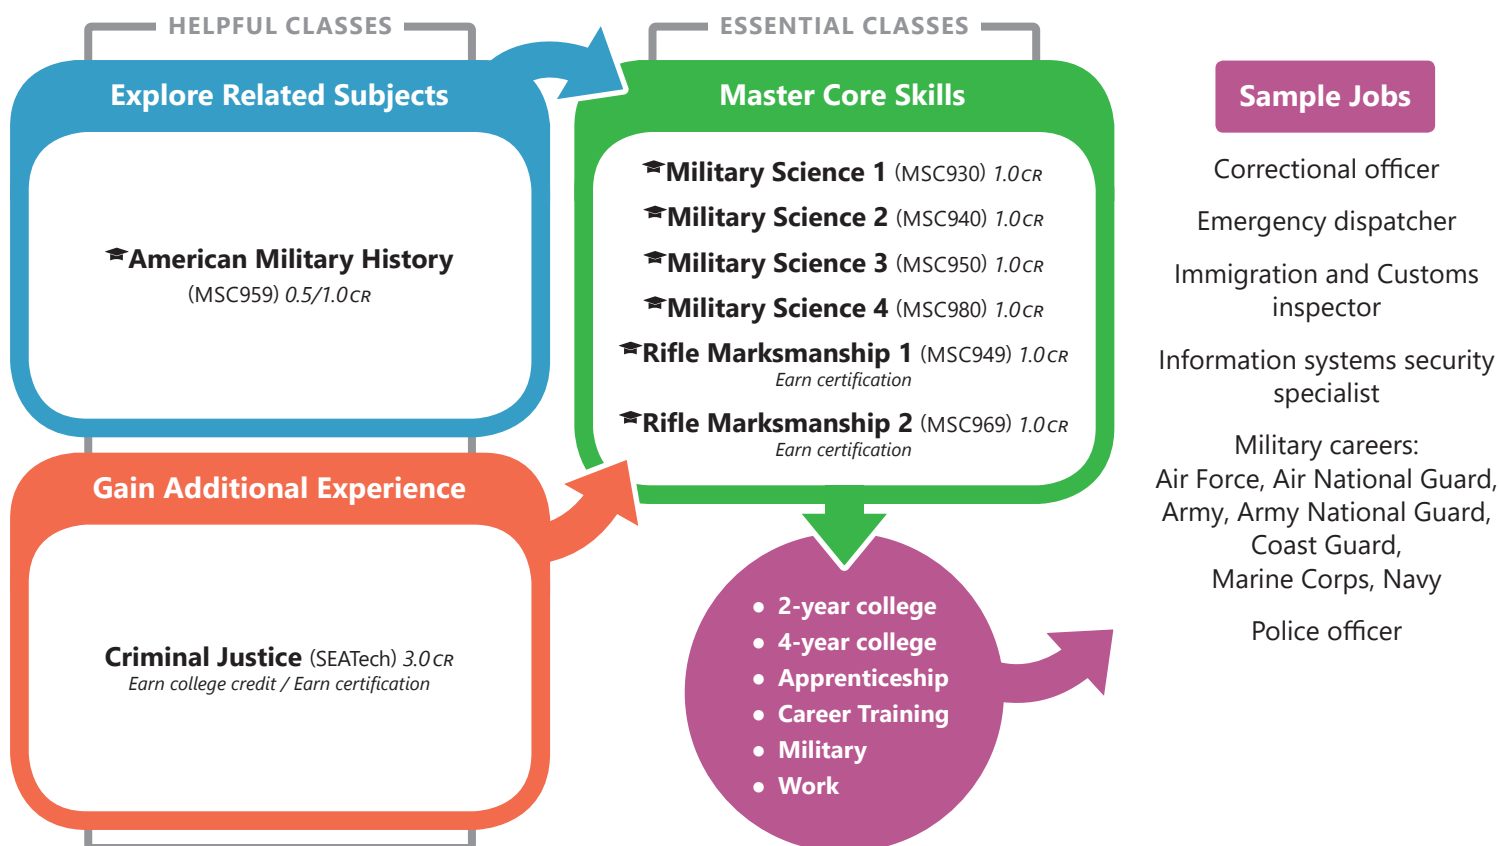 HELPFUL CLASSES
Explore Related Subjects
American Military History
(MSC959) 0.5/1.0 CR
Gain Additional Experience
Criminal Justice (SEATech) 3.0 CR
Earn college credit / Earn certification
ESSENTIAL CLASSES
Master Core Skills
Military Science 1 (MSC930) 1.0 CR
Military Science 2 (MSC940) 1.0 CR
Military Science 3 (MSC950) 1.0 CR
Military Science 4 (MSC980) 1.0 CR
Rifle Marksmanship 1 (MSC949) 1.0 CR
Earn certification
Rifle Marksmanship 2 (MSC969) 1.0 CR
Earn certification
• 2-year college
• 4-year college
• Apprenticeship
• Career Training
• Military
• Work
Sample Jobs
Correctional officer
Emergency dispatcher
Immigration and Customs
inspector
Information systems security
specialist
Military careers:
Air Force, Air National Guard,
Army, Army National Guard,
Coast Guard,
Marine Corps, Navy
Police officer